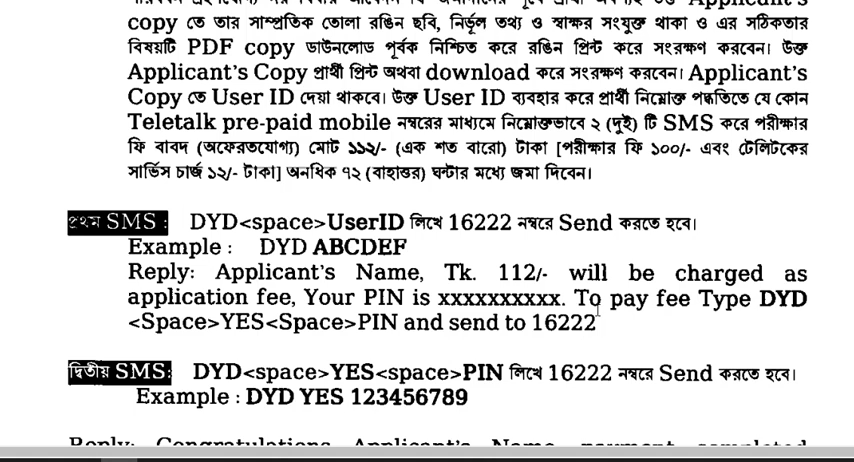 copy তে তার সাম্প্রতিক তোলা রঙিন ছবি, নির্ভুল তথ্য ও স্বাক্ষর সংযুক্ত থাকা ও এর সঠিকতার
বিষয়টি PDF copy ডাউনলোড পূর্বক নিশ্চিত করে রঙিন প্রিন্ট করে সংরক্ষণ করবেন। উক্ত
Applicant's Copy প্রার্থী প্রিন্ট অথবা download করে সংরক্ষণ করবেন। Applicant's
Copy তে User ID দেয়া থাকবে। উক্ত User ID ব্যবহার করে প্রার্থী নিম্নোক্ত পদ্ধতিতে যে কোন
Teletalk pre-paid mobile নম্বরের মাধ্যমে নিম্নোক্তভাবে ২ (দুই) টি SMS করে পরীক্ষার
ফি বাবদ (অফেরতযোগ্য) মোট ১১২/- (এক শত বারো) টাকা [পরীক্ষার ফি ১০০/- এবং টেলিটকের
সার্ভিস চার্জ ১২/- টাকা] অনধিক ৭২ (বাহাত্তর) ঘন্টার মধ্যে জমা দিবেন।
প্রথম SMS : DYD<space>UserID লিখে 16222 নম্বরে Send করতে হবে।
Example : DYD ABCDEF
Reply: Applicant's Name, Tk. 112/- will be charged as
application fee, Your PIN is xxxxxxxxxx. To pay fee Type DYD
<Space>YES<Space>PIN and send to 16222
দ্বিতীয় SMS: DYD<space>YES<space>PIN লিখে 16222 নম্বরে Send করতে হবে।
Example : DYD YES 123456789
Reply: Congratulations Applicant's Name, payment completed